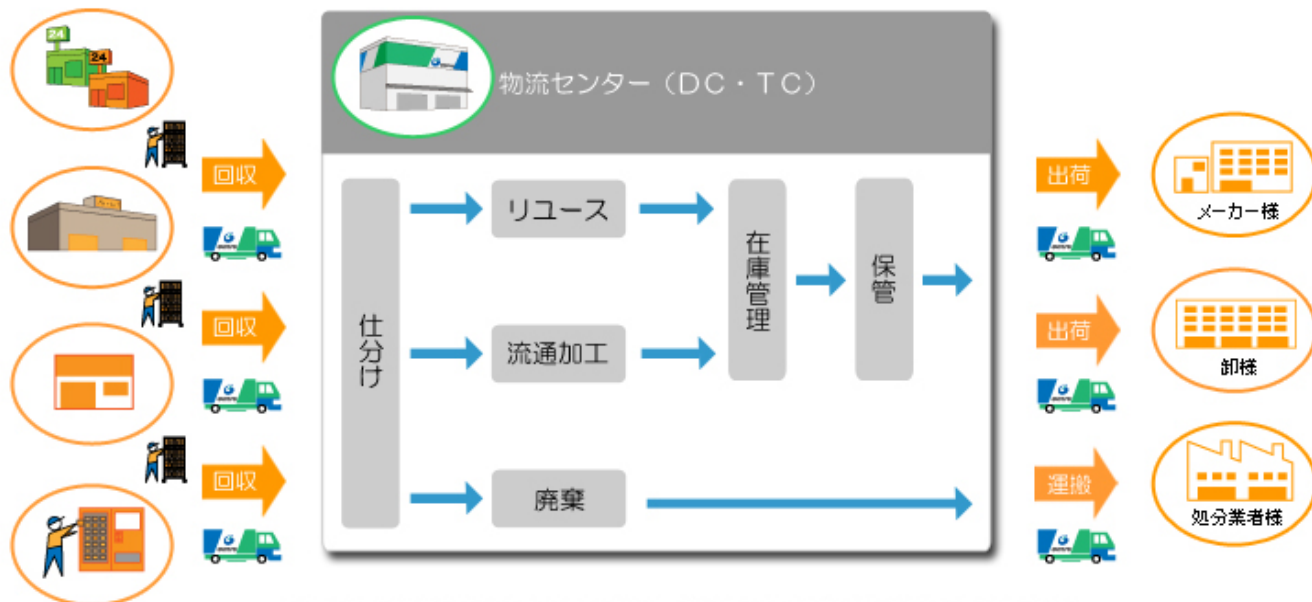 24
24
物流センター（DC・TC）
回収
出荷
メーカー様
リユース
在庫管理
保管
仕分け
回収
流通加工
出荷
卸様
回収
廃棄
運搬
処分業者様